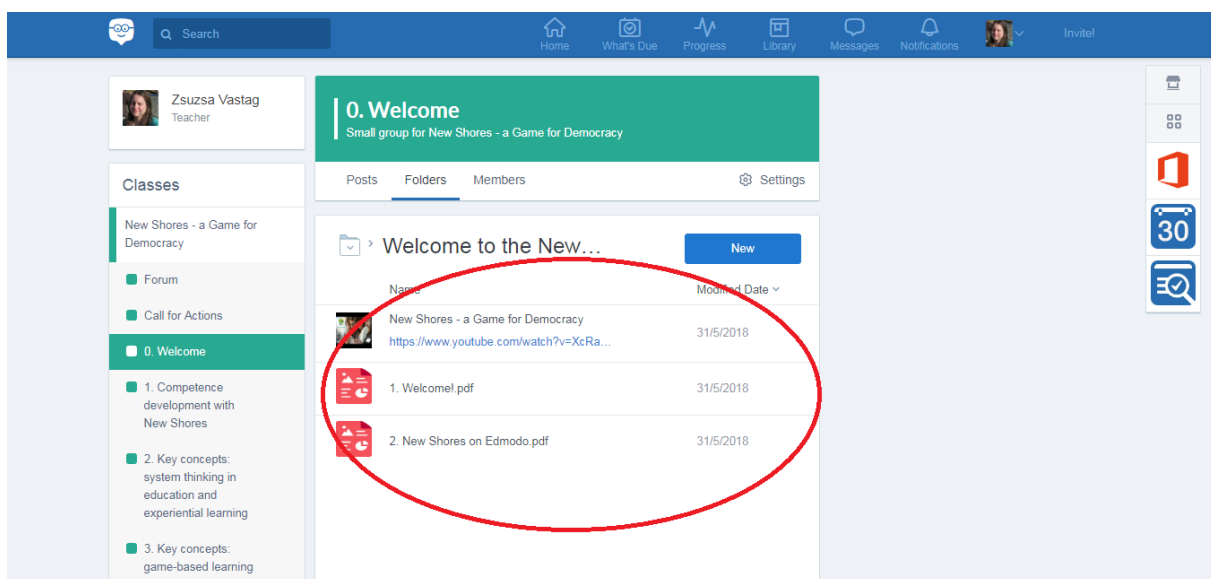 Search
Home
What's Due
Progress
Library
Messages
Notifications
Invite!
Zsuzsa Vastag
Teacher
Classes
New Shores - a Game for
Democracy
Forum
Call for Actions
0. Welcome
1. Competence
development with
New Shores
2. Key concepts:
system thinking in
education and
experiential learning
3. Key concepts:
game-based learning
0. Welcome
Small group for New Shores - a Game for Democracy
Posts
Folders
Members
Settings
Welcome to the New...
New
Name
Modified Date
New Shores - a Game for Democracy
https://www.youtube.com/watch?v=XcRa...
31/5/2018
1. Welcome!.pdf
31/5/2018
2. New Shores on Edmodo.pdf
31/5/2018
30